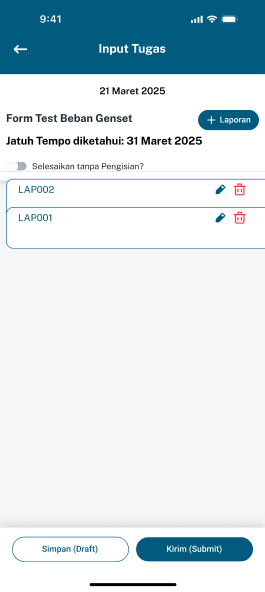 9:41
Input Tugas
21 Maret 2025
Form Test Beban Genset
+ Laporan
Jatuh Tempo diketahui: 31 Maret 2025
Selesaikan tanpa Pengisian?
LAP002
LAP001
Simpan (Draft)
Kirim (Submit)